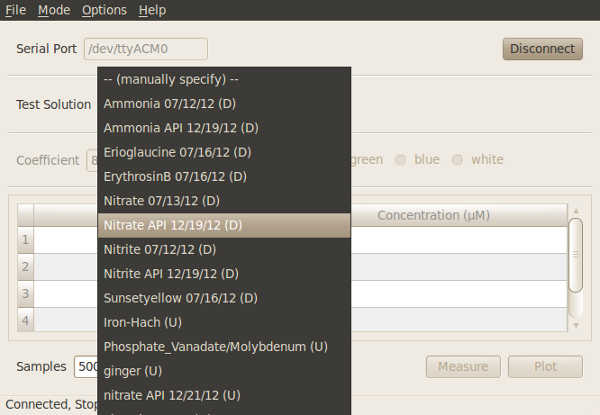 File Mode Options Help
Serial Port /dev/ttyACM0 Disconnect
Test Solution
-- (manually specify) --
Ammonia 07/12/12 (D)
Ammonia API 12/19/12 (D)
Erioglaucine 07/16/12 (D)
Coefficient 8 green blue white
ErythrosinB 07/16/12 (D)
Nitrate 07/13/12 (D)
Nitrate API 12/19/12 (D)
Concentration (µM)
Nitrite 07/12/12 (D)
Nitrite API 12/19/12 (D)
Sunsetyellow 07/16/12 (D)
Iron-Hach (U)
Phosphate_Vanadate/Molybdenum (U)
ginger (U)
nitrate API 12/21/12 (U)
1
2
3
4
Samples 500 Measure Plot
Connected, Stop